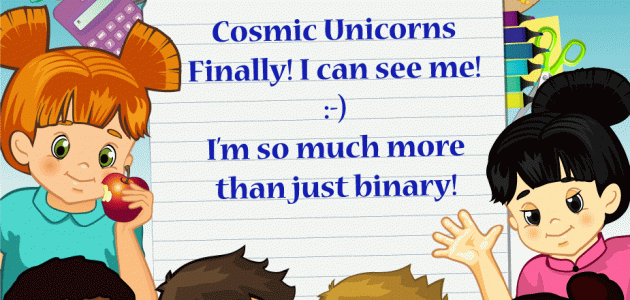 Cosmic Unicorns
Finally! I can see me!
:-)
I'm so much more
than just binary!